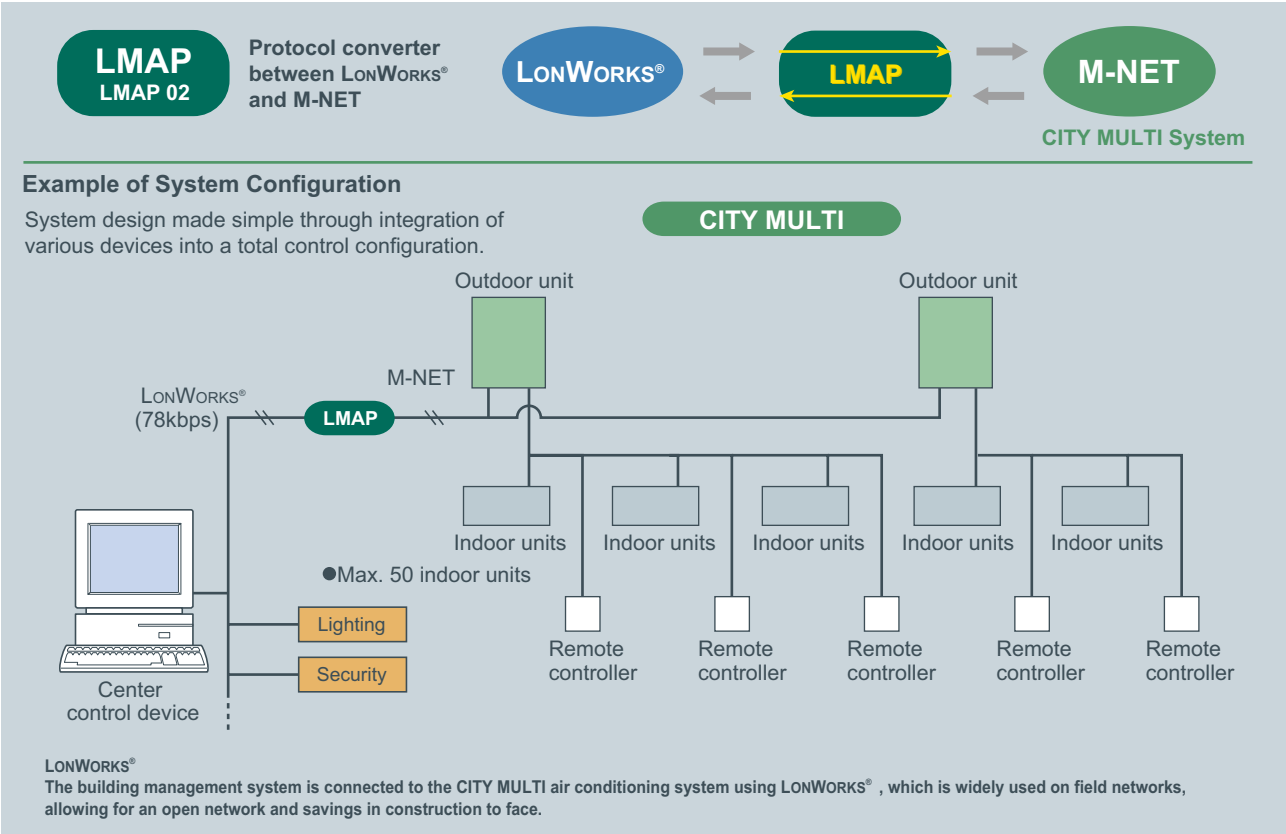 LMAP
LMAP 02
Protocol converter
between LONWORKS®
and M-NET
LONWORKS®
LMAP
M-NET
CITY MULTI System
Example of System Configuration
System design made simple through integration of
various devices into a total control configuration.
CITY MULTI
Outdoor unit
Outdoor unit
M-NET
LONWORKS®
(78kbps)
LMAP
Indoor units
Indoor units
Indoor units
Indoor units
Indoor units
●Max. 50 indoor units
Lighting
Security
Remote
controller
Remote
controller
Remote
controller
Remote
controller
Remote
controller
Center
control device
LONWORKS®
The building management system is connected to the CITY MULTI air conditioning system using LONWORKS® , which is widely used on field networks,
allowing for an open network and savings in construction to face.